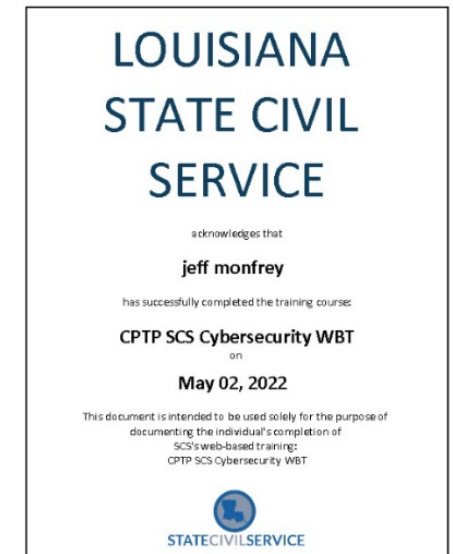 LOUISIANA
STATE CIVIL
SERVICE
acknowledges that
jeff monfrey
has successfully completed the training course:
CPTP SCS Cybersecurity WBT
on
May 02, 2022
This document is intended to be used solely for the purpose of
documenting the individual's completion of
SCS's web-based training:
CPTP SCS Cybersecurity WBT
STATECIVILSERVICE